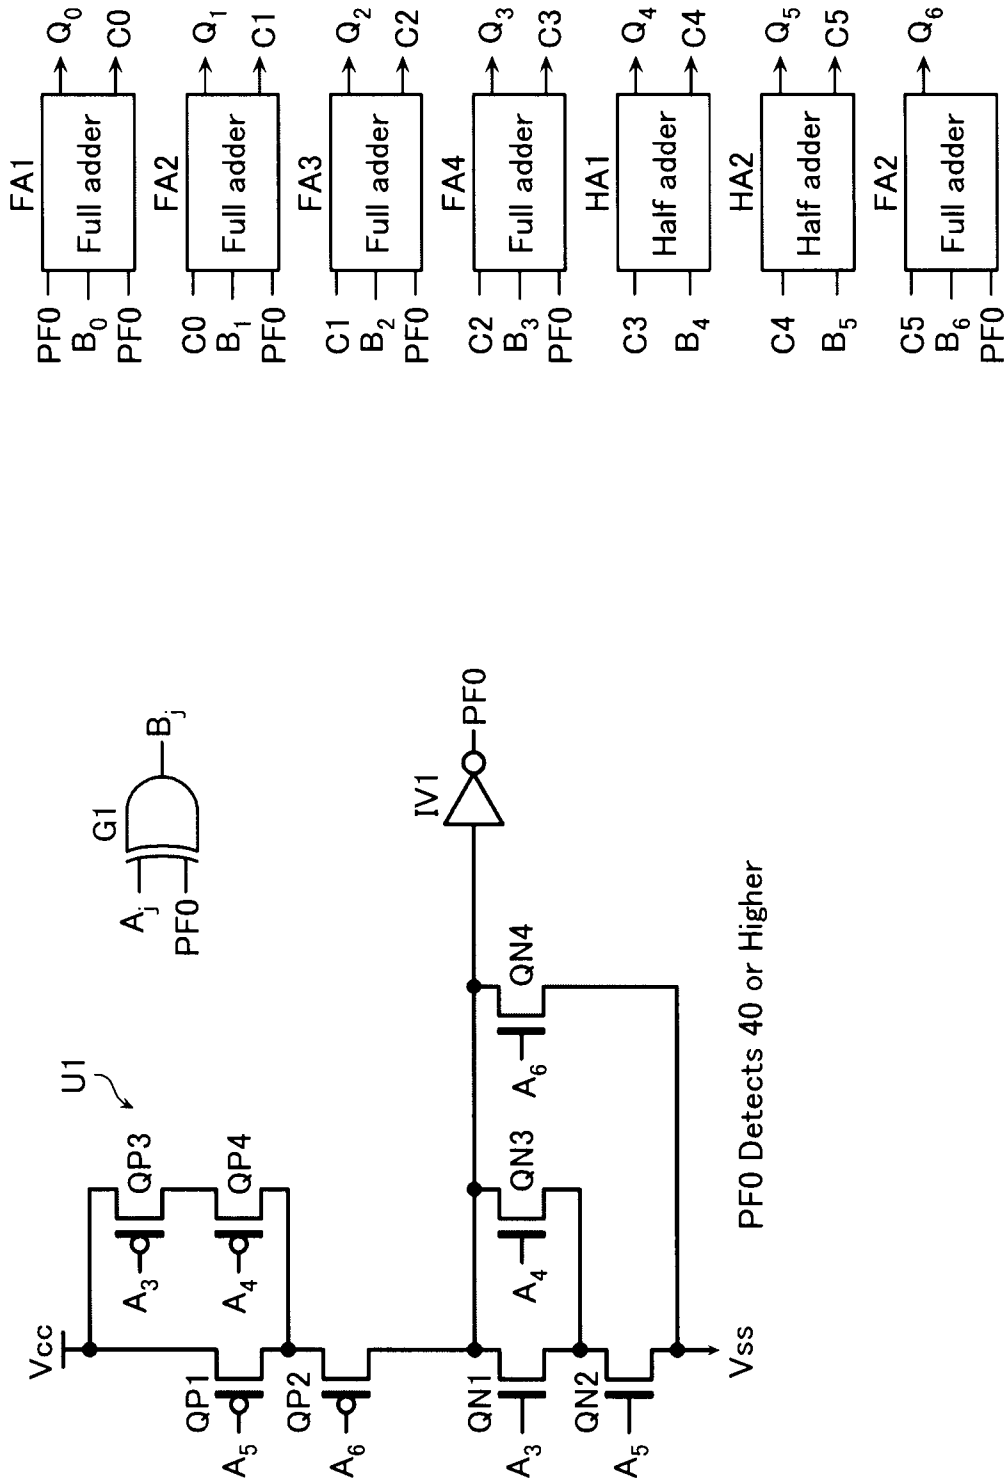 Vcc
U1
A5
QP1
A3
QP3
A4
QP4
A6
QP2
Aj
PF0
G1
Bj
A3
QN1
A4
QN3
A6
QN4
IV1
PF0
A5
QN2
Vss
PF0 Detects 40 or Higher
FA1
PF0
B0
PF0
Full adder
Q0
C0
FA2
C0
B1
PF0
Full adder
Q1
C1
FA3
C1
B2
PF0
Full adder
Q2
C2
FA4
C2
B3
PF0
Full adder
Q3
C3
HA1
C3
B4
Half adder
Q4
C4
HA2
C4
B5
Half adder
Q5
C5
FA2
C5
B6
PF0
Full adder
Q6